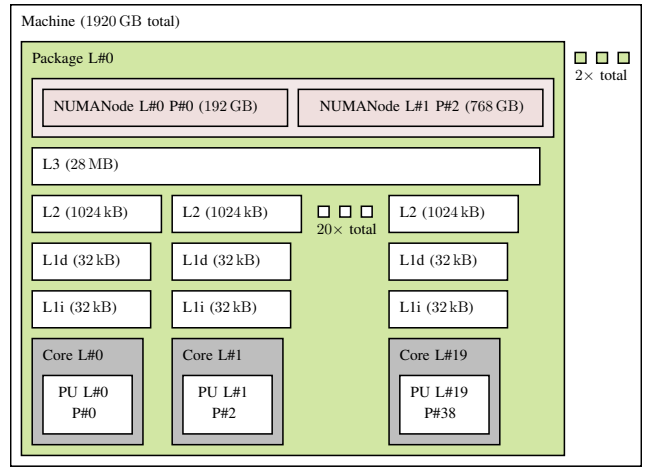 Machine (1920 GB total)
Package L#0
2× total
NUMANode L#0 P#0 (192 GB)
NUMANode L#1 P#2 (768 GB)
L3 (28 MB)
L2 (1024 kB)
L2 (1024 kB)
20× total
L2 (1024 kB)
L1d (32 kB)
L1d (32 kB)
L1d (32 kB)
L1i (32 kB)
L1i (32 kB)
L1i (32 kB)
Core L#0
Core L#1
Core L#19
PU L#0
P#0
PU L#1
P#2
PU L#19
P#38